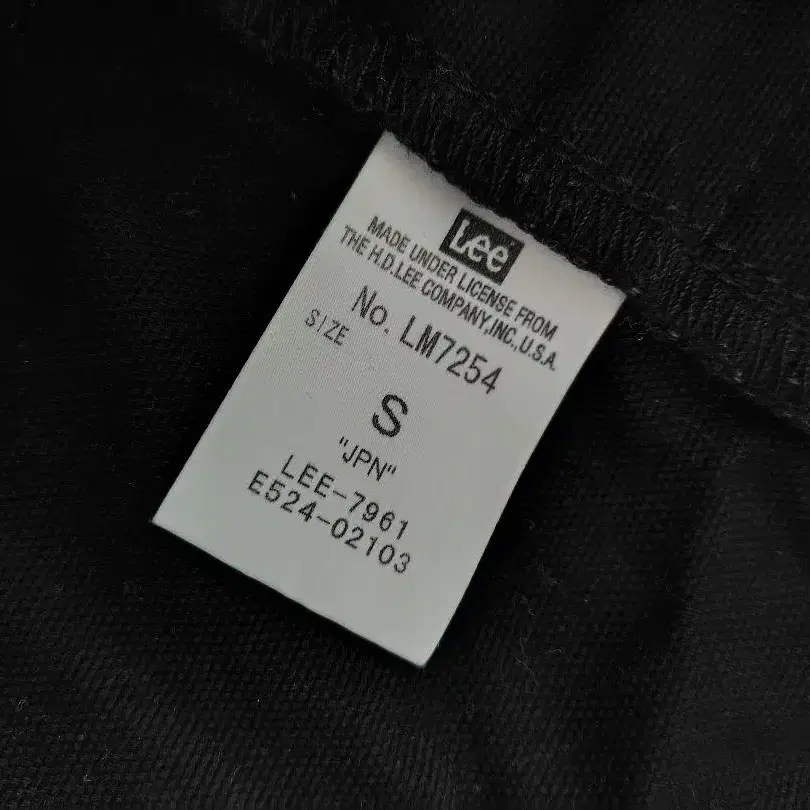 Lee
MADE UNDER LICENSE FROM
THE H.D.LEE COMPANY,INC.,U.S.A.
No. LM7254
SIZE
S
"JPN"
LEE-7961
E524-02103